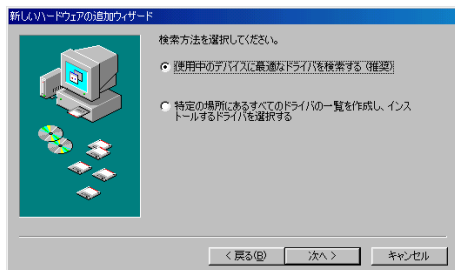 新しいハードウェアの追加ウィザード
検索方法を選択してください。
使用中のデバイスに最適なドライバを検索する (推奨)
特定の場所にあるすべてのドライバの一覧を作成し、インス
トールするドライバを選択する
< 戻る(B)
次へ >
キャンセル